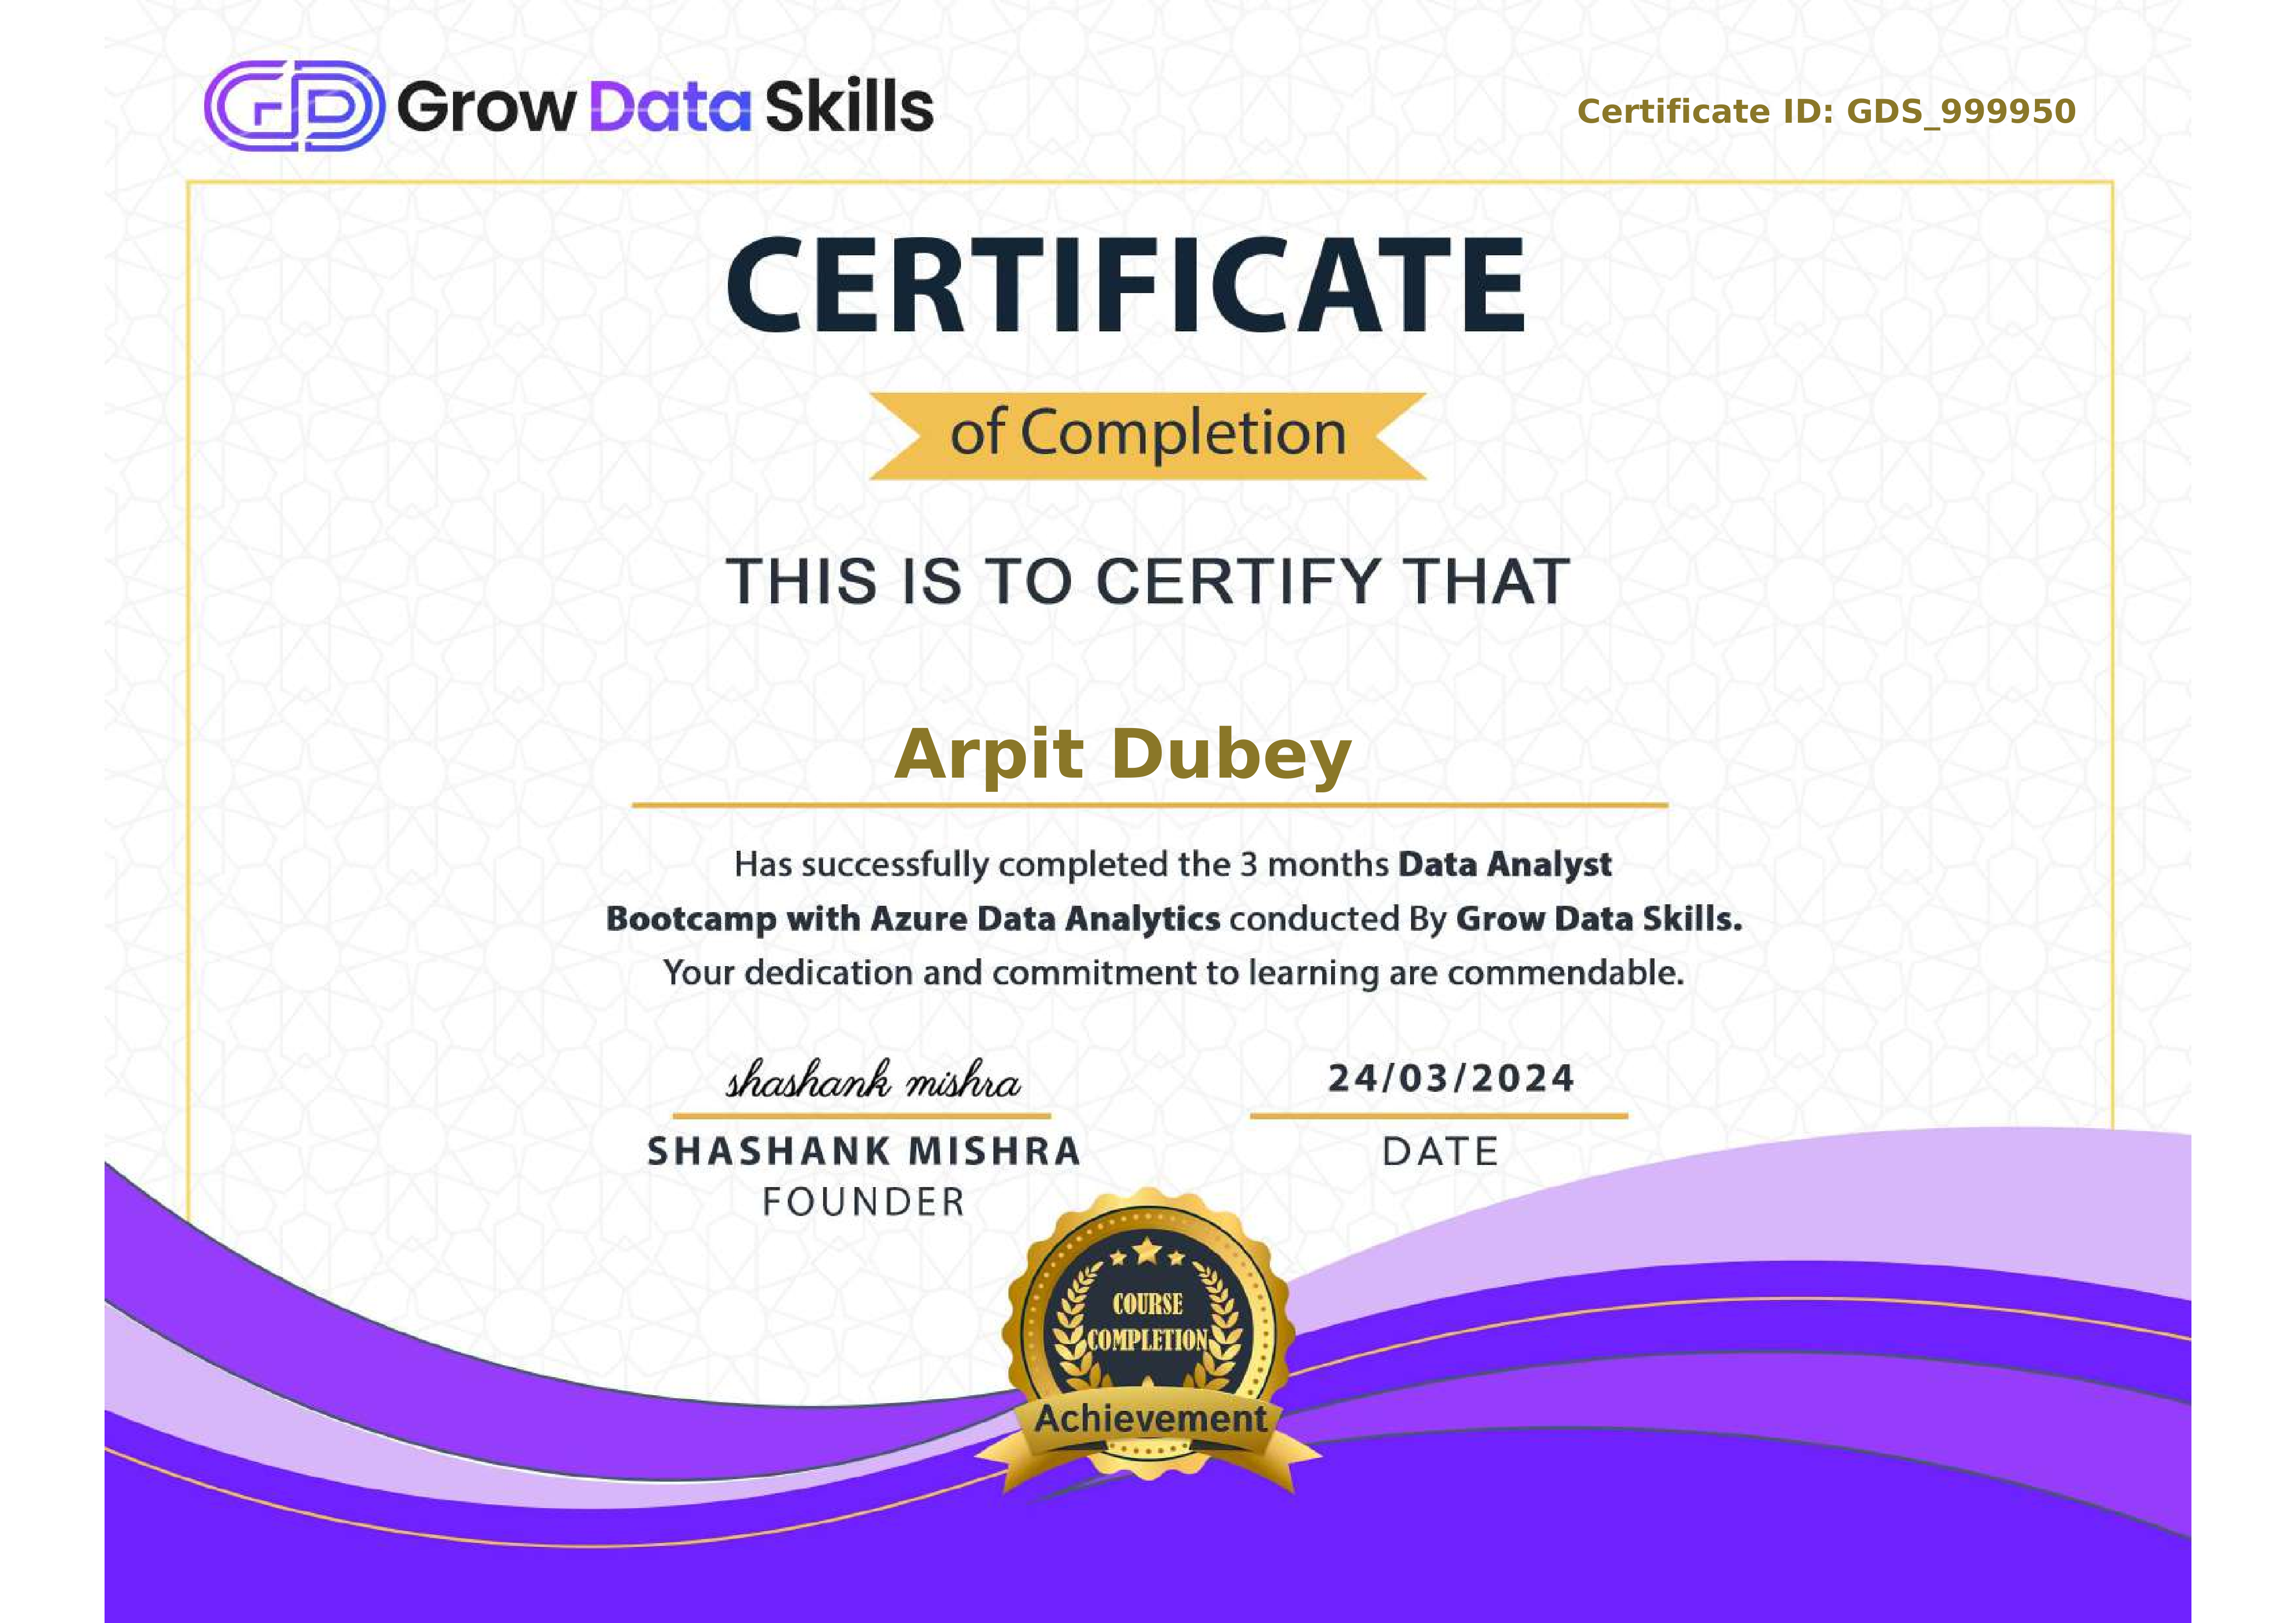 Grow Data Skills
Certificate ID: GDS_999950
CERTIFICATE
of Completion
THIS IS TO CERTIFY THAT
Arpit Dubey
Has successfully completed the 3 months Data Analyst
Bootcamp with Azure Data Analytics conducted By Grow Data Skills.
Your dedication and commitment to learning are commendable.
shashank mishra
24/03/2024
SHASHANK MISHRA
DATE
FOUNDER
COURSE
COMPLETION
Achievement